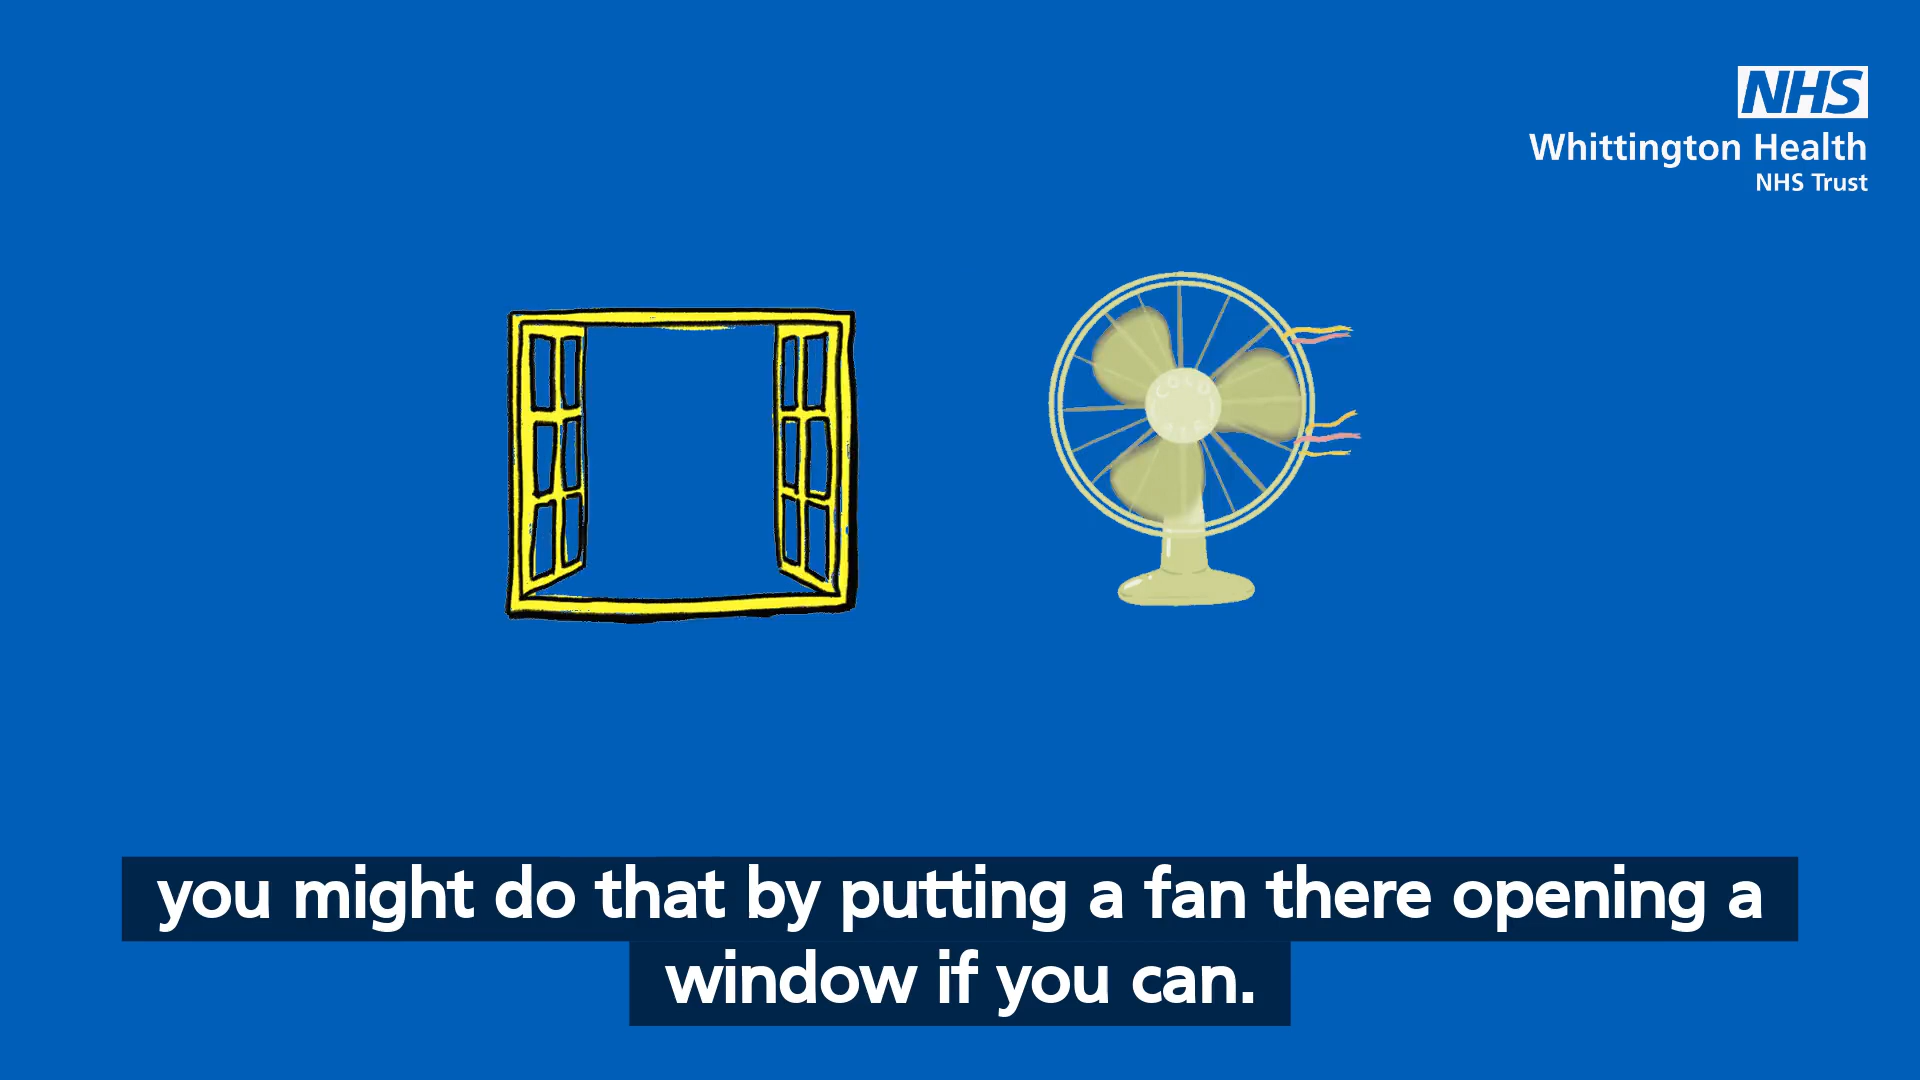 NHS
Whittington Health
NHS Trust
you might do that by putting a fan there opening a
window if you can.